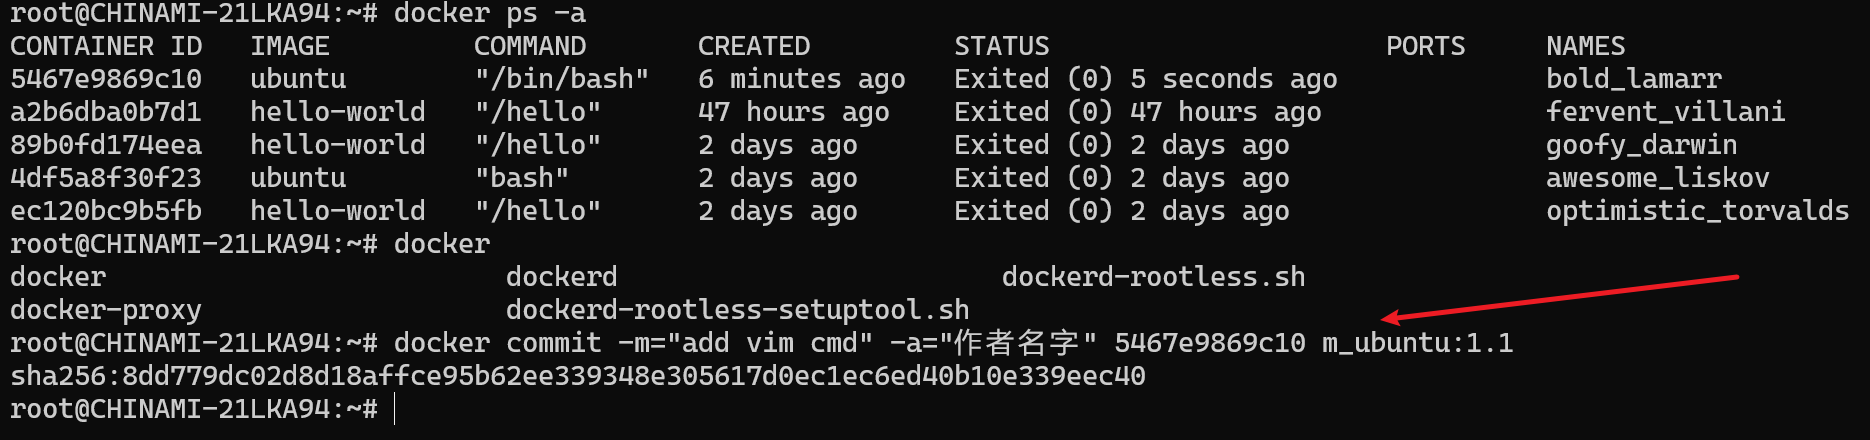 root@CHINAMI-21LKA94:~# docker ps -a
CONTAINER ID   IMAGE         COMMAND       CREATED         STATUS                     PORTS     NAMES
5467e9869c10   ubuntu        "/bin/bash"   6 minutes ago   Exited (0) 5 seconds ago             bold_lamarr
a2b6dba0b7d1   hello-world   "/hello"      47 hours ago    Exited (0) 47 hours ago              fervent_villani
89b0fd174eea   hello-world   "/hello"      2 days ago      Exited (0) 2 days ago                goofy_darwin
4df5a8f30f23   ubuntu        "bash"        2 days ago      Exited (0) 2 days ago                awesome_liskov
ec120bc9b5fb   hello-world   "/hello"      2 days ago      Exited (0) 2 days ago                optimistic_torvalds
root@CHINAMI-21LKA94:~# docker
docker                         dockerd                        dockerd-rootless.sh
docker-proxy                   dockerd-rootless-setuptool.sh
root@CHINAMI-21LKA94:~# docker commit -m="add vim cmd" -a="作者名字" 5467e9869c10 m_ubuntu:1.1
sha256:8dd779dc02d8d18affce95b62ee339348e305617d0ec1ec6ed40b10e339eec40
root@CHINAMI-21LKA94:~#